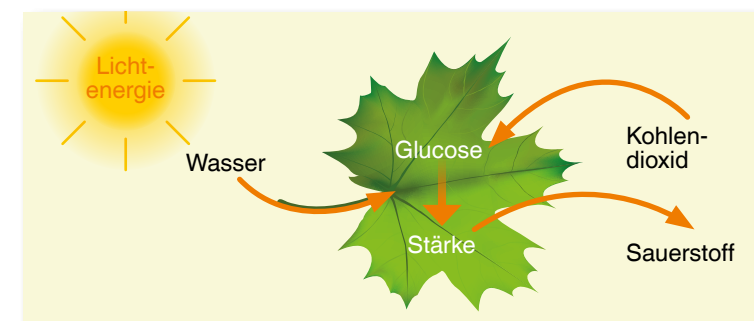 Licht-
energie
Wasser
Glucose
Stärke
Kohlen-
dioxid
Sauerstoff